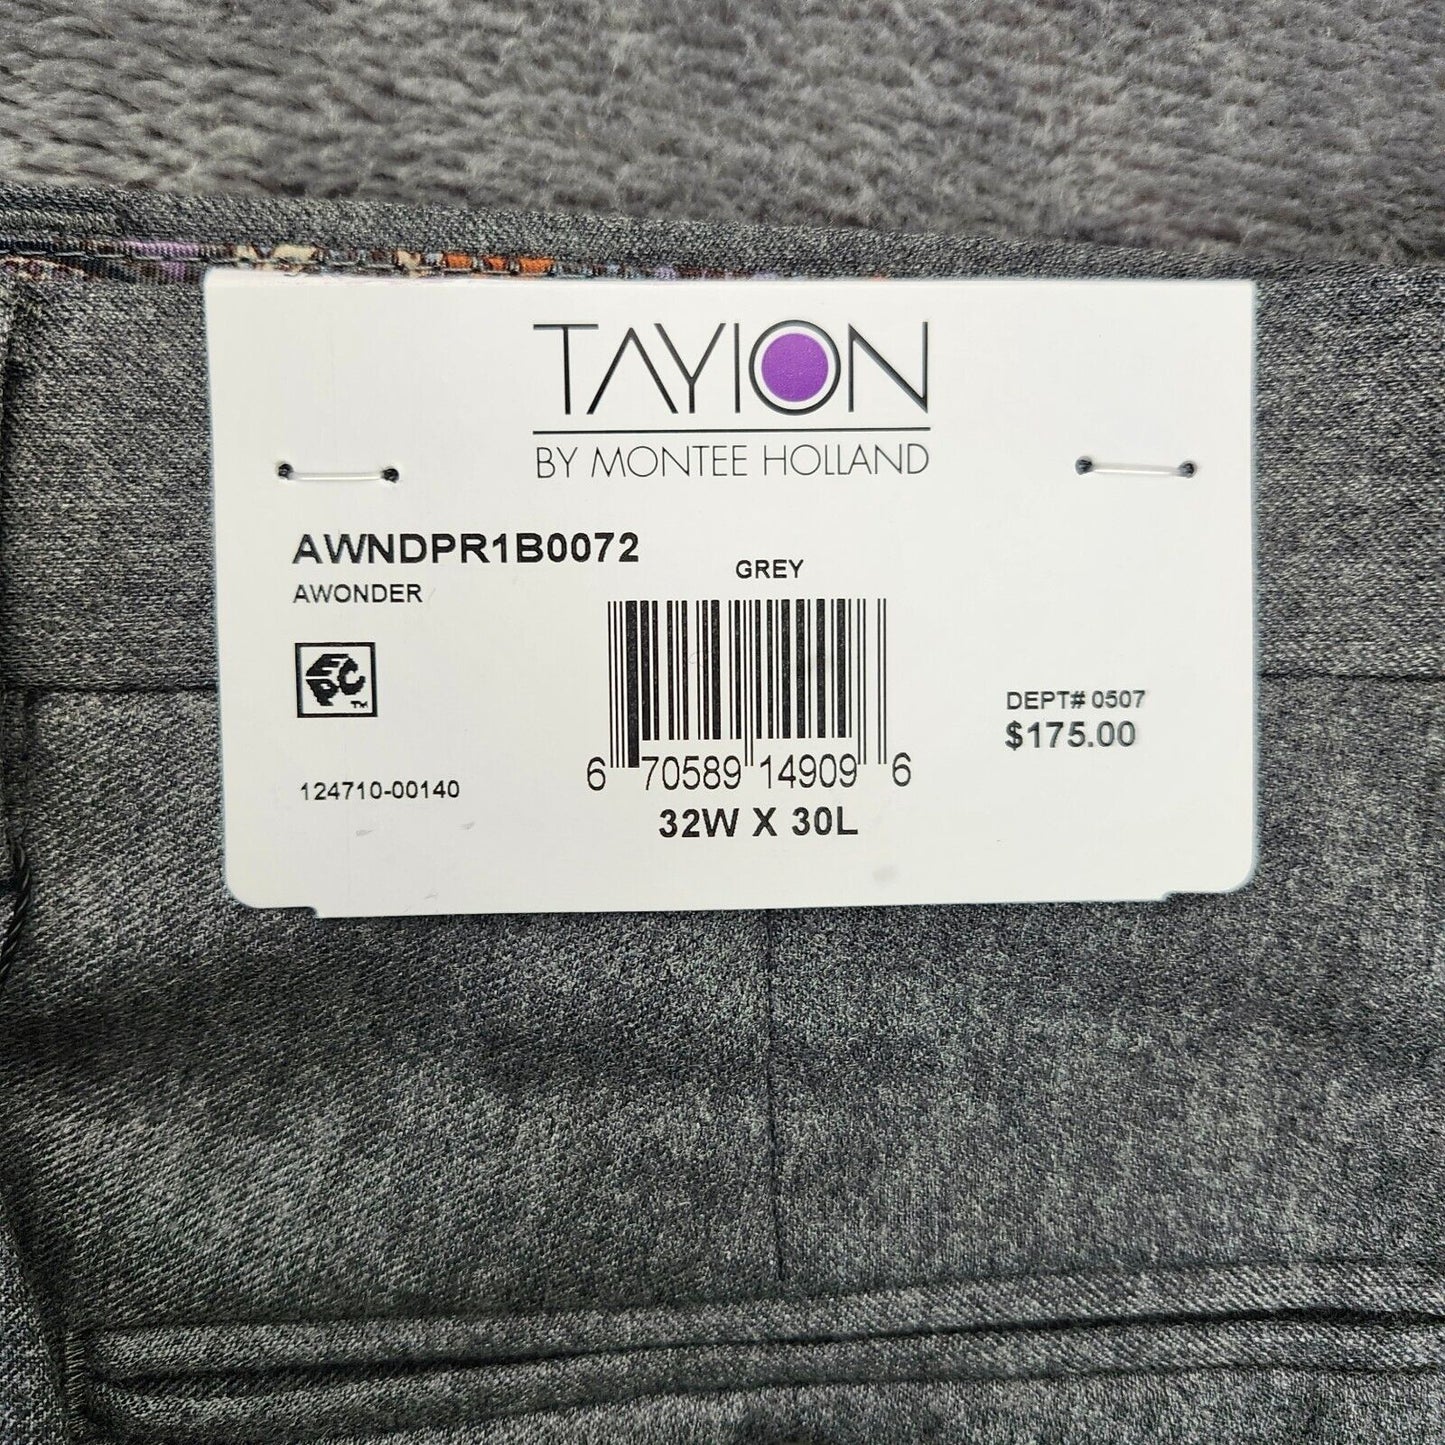 TAYION
BY MONTEE HOLLAND
AWNDPR1B0072
GREY
AWONDER
EPC™
DEPT# 0507
$175.00
6 70589 14909 6
124710-00140
32W X 30L